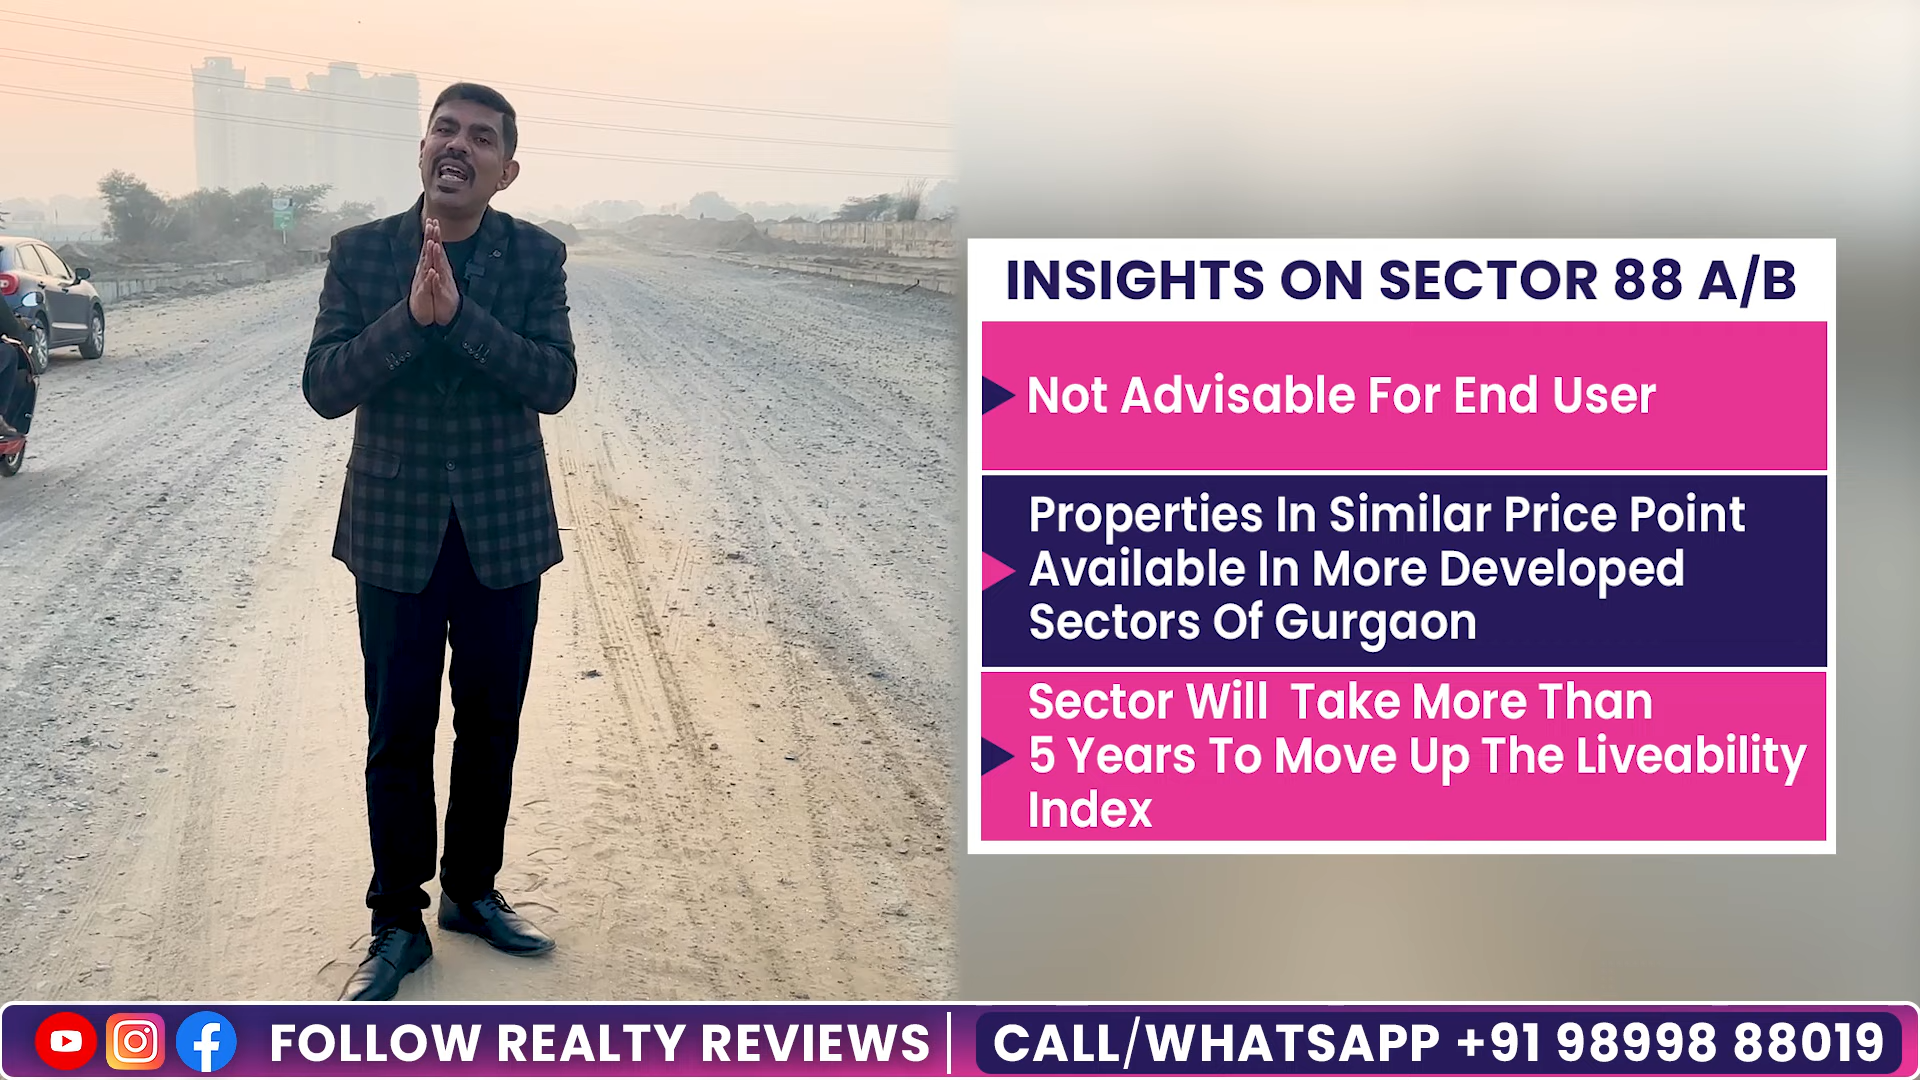 INSIGHTS ON SECTOR 88 A/B
Not Advisable For End User
Properties In Similar Price Point
Available In More Developed
Sectors Of Gurgaon
Sector Will  Take More Than
5 Years To Move Up The Liveability
Index
FOLLOW REALTY REVIEWS
CALL/WHATSAPP +91 98998 88019